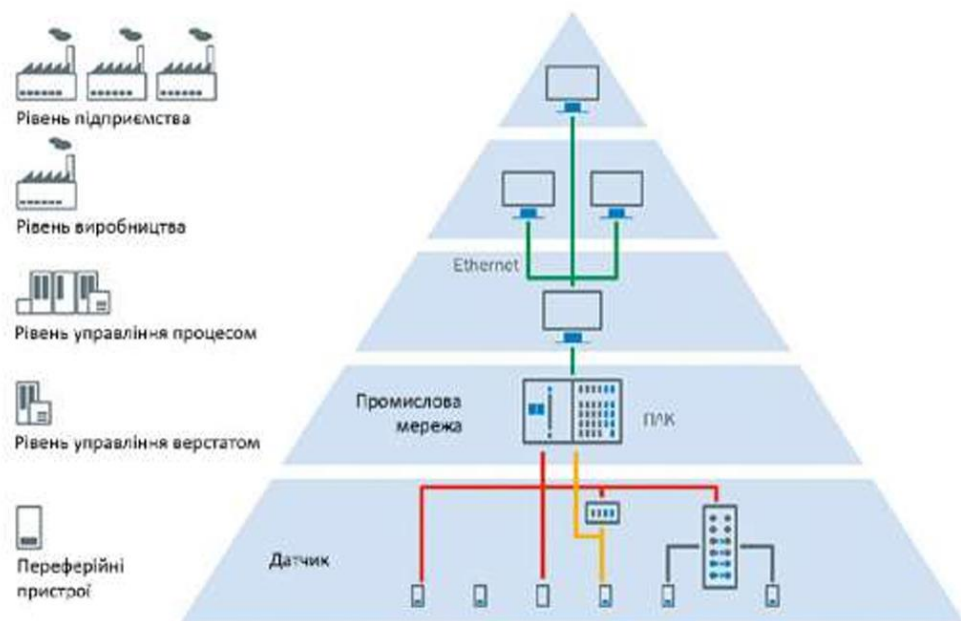 Рівень підприємства
Рівень виробництва
Ethernet
Рівень управління процесом
Промислова
мережа
ПЛК
Рівень управління верстатом
Датчик
Переферійні
пристрої